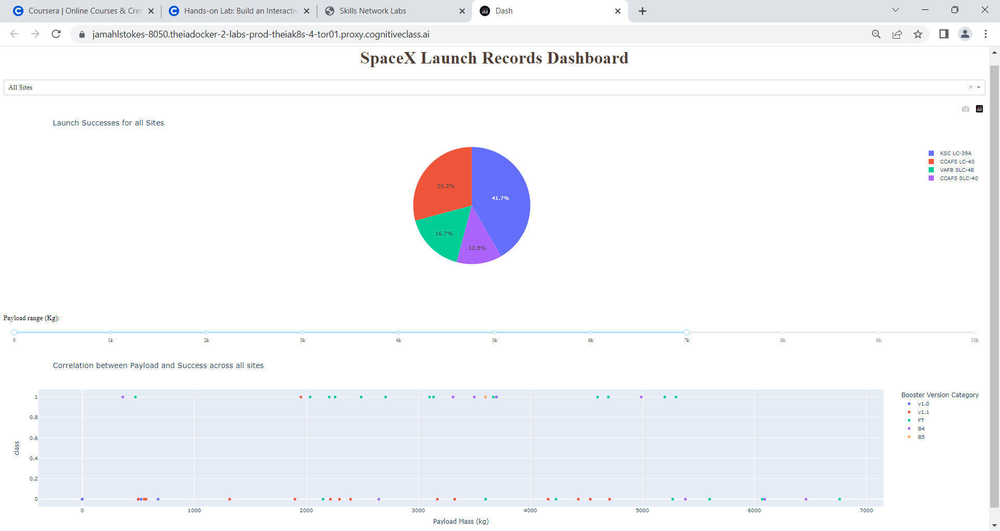 Coursera | Online Courses & Cre
Hands-on Lab: Build an Interactiv
Skills Network Labs
Dash
jamahlstokes-8050.theiadocker-2-labs-prod-theiak8s-4-tor01.proxy.cognitiveclass.ai
SpaceX Launch Records Dashboard
All Sites
Launch Successes for all Sites
KSC LC-39A
CCAFS LC-40
VAFB SLC-4E
CCAFS SLC-40
29.2%
41.7%
16.7%
12.5%
Payload range (Kg):
0 1k 2k 3k 4k 5k 6k 7k 8k 9k 10k
Correlation between Payload and Success across all sites
Booster Version Category
v1.0
v1.1
FT
B4
B5
1
0.8
0.6
0.4
0.2
0
class
0 1000 2000 3000 4000 5000 6000 7000
Payload Mass (kg)